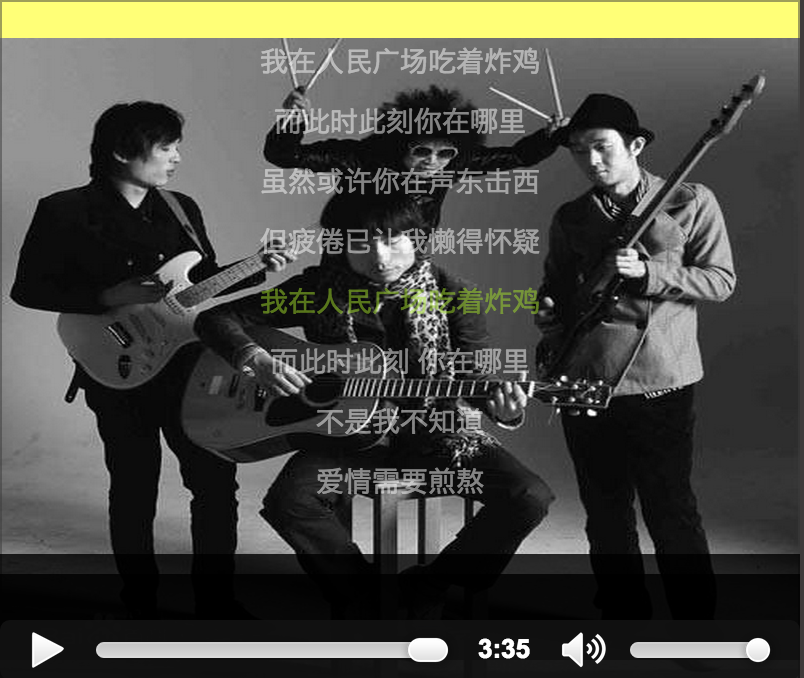 我在人民广场吃着炸鸡
而此时此刻你在哪里
虽然或许你在声东击西
但疲倦已让我懒得怀疑
我在人民广场吃着炸鸡
而此时此刻 你在哪里
不是我不知道
爱情需要煎熬
3:35